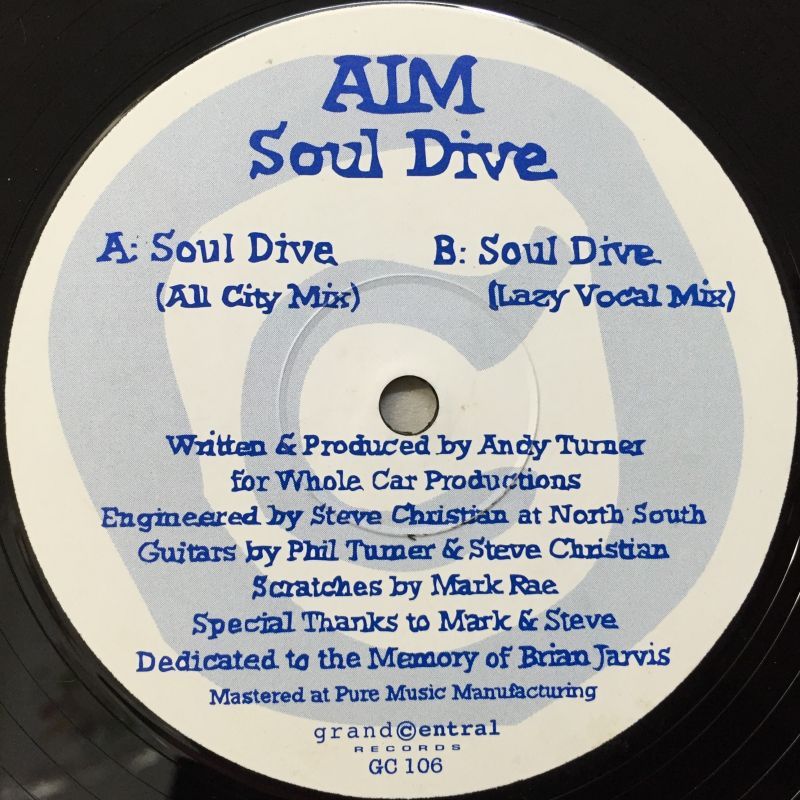 AIM
Soul Dive
A: Soul Dive
(All City Mix)
B: Soul Dive
(Lazy Vocal Mix)
Written & Produced by Andy Turner
for Whole Car Productions
Engineered by Steve Christian at North South
Guitars by Phil Turner & Steve Christian
Scratches by Mark Rae
Special Thanks to Mark & Steve
Dedicated to the Memory of Brian Jarvis
Mastered at Pure Music Manufacturing
grand©entral
RECORDS
GC 106